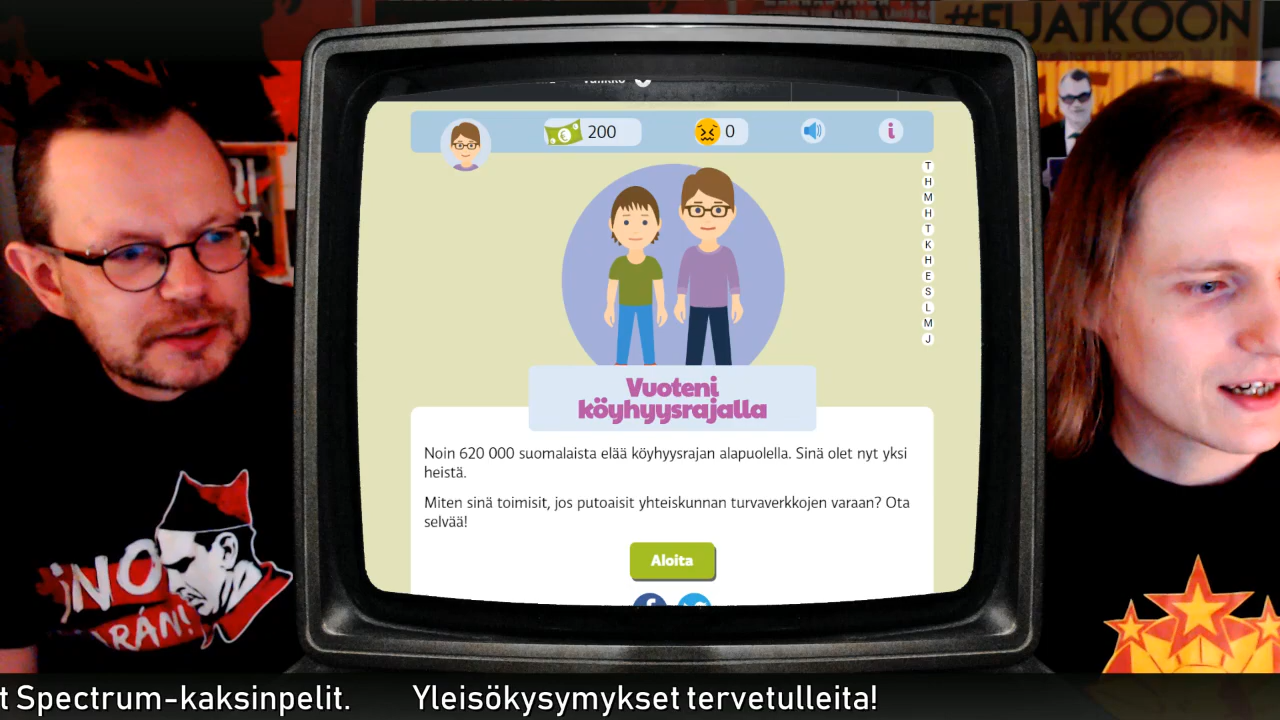 #EIJATKOON
200
0
i
T
H
M
H
T
K
H
E
S
L
M
J
Vuoteni
köyhyysrajalla
Noin 620 000 suomalaista elää köyhyysrajan alapuolella. Sinä olet nyt yksi
heistä.
Miten sinä toimisit, jos putoaisit yhteiskunnan turvaverkkojen varaan? Ota
selvää!
Aloita
¡NO
RÁN!
t Spectrum-kaksinpelit. Yleisökysymykset tervetulleita!